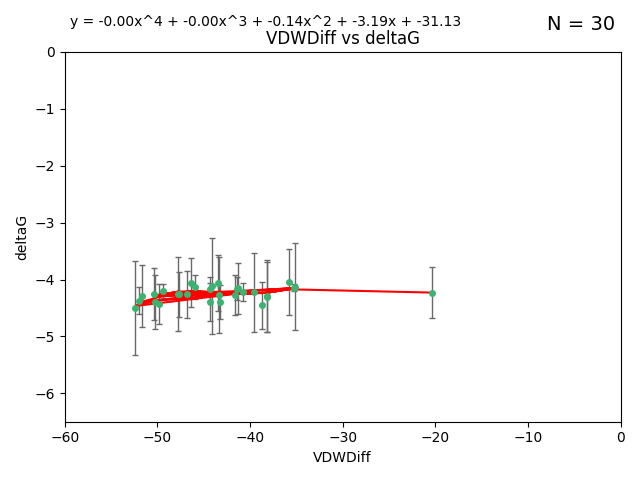 y = -0.00x^4 + -0.00x^3 + -0.14x^2 + -3.19x + -31.13
N = 30
VDWDiff vs deltaG
0
−1
−2
−3
−4
−5
−6
deltaG
−60 −50 −40 −30 −20 −10 0
VDWDiff